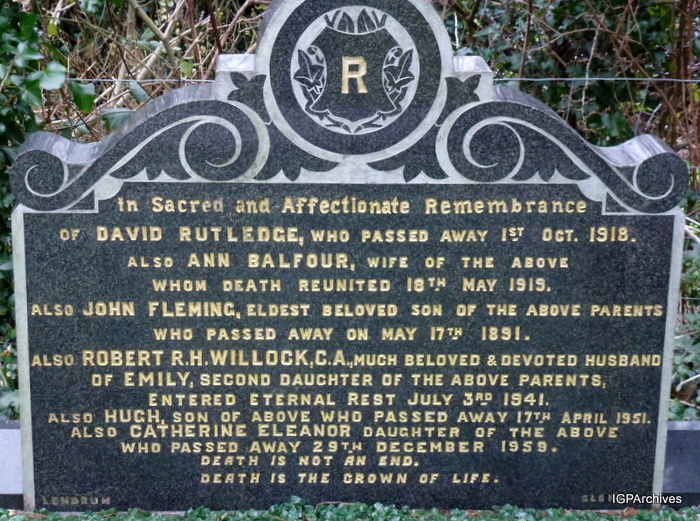 R
In Sacred and Affectionate Remembrance
OF DAVID RUTLEDGE, WHO PASSED AWAY 1ST OCT. 1918.
ALSO ANN BALFOUR, WIFE OF THE ABOVE
WHOM DEATH REUNITED 18TH MAY 1919.
ALSO JOHN FLEMING, ELDEST BELOVED SON OF THE ABOVE PARENTS
WHO PASSED AWAY ON MAY 17TH 1891.
ALSO ROBERT R.H. WILLOCK, C.A., MUCH BELOVED & DEVOTED HUSBAND
OF EMILY, SECOND DAUGHTER OF THE ABOVE PARENTS,
ENTERED ETERNAL REST JULY 3RD 1941.
ALSO HUGH, SON OF ABOVE WHO PASSED AWAY 17TH APRIL 1951.
ALSO CATHERINE ELEANOR DAUGHTER OF THE ABOVE
WHO PASSED AWAY 29TH DECEMBER 1959.
DEATH IS NOT AN END.
DEATH IS THE CROWN OF LIFE.
LENDRUM
IGPArchives